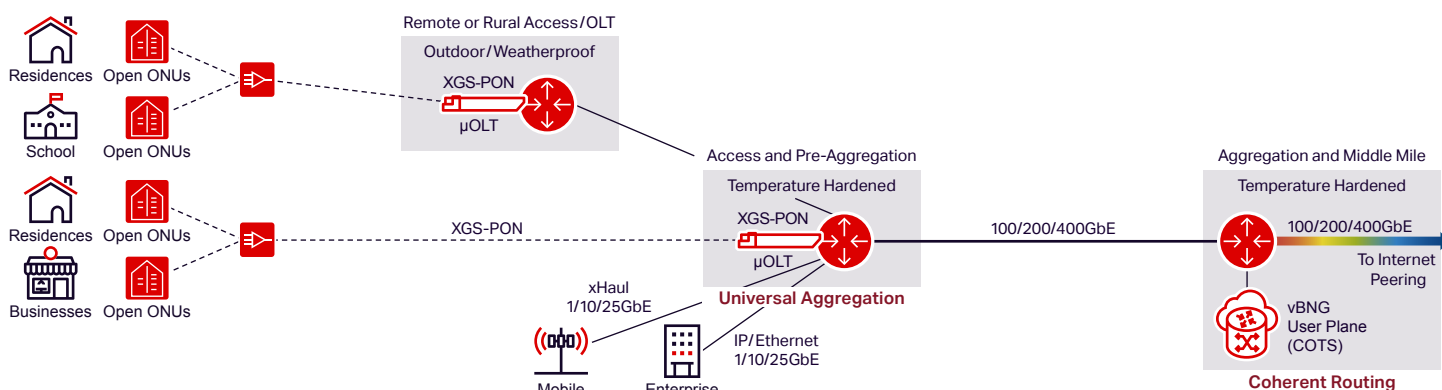 Remote or Rural Access/OLT
Outdoor/Weatherproof
XGS-PON
µOLT
Residences
Open ONUs
School
Open ONUs
Residences
Open ONUs
Businesses
Open ONUs
XGS-PON
Access and Pre-Aggregation
Temperature Hardened
XGS-PON
µOLT
Universal Aggregation
xHaul
1/10/25GbE
Mobile
IP/Ethernet
1/10/25GbE
Enterprise
100/200/400GbE
Aggregation and Middle Mile
Temperature Hardened
100/200/400GbE
To Internet
Peering
vBNG
User Plane
(COTS)
Coherent Routing